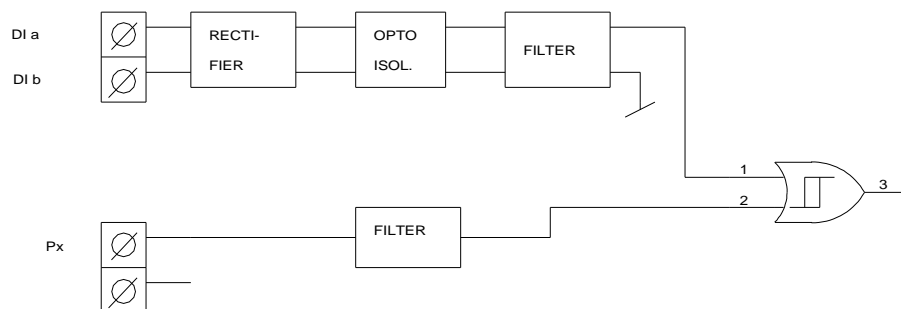 DI a
DI b
RECTI-
FIER
OPTO
ISOL.
FILTER
1
2
3
Px
FILTER